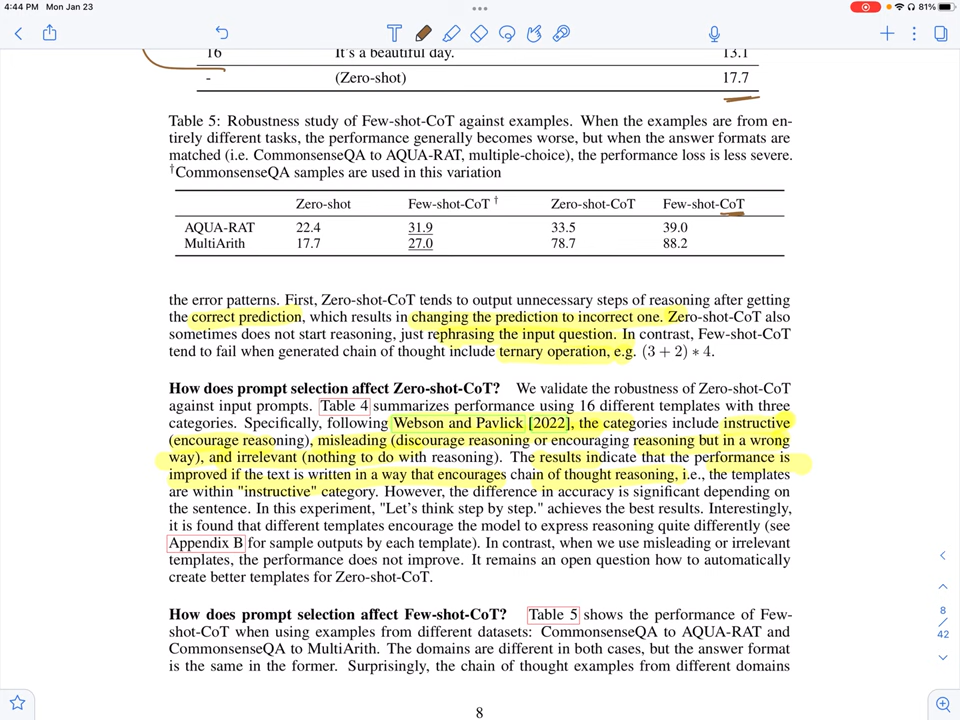 4:44 PM Mon Jan 23
81%
T
16 It's a beautiful day. 13.1
- (Zero-shot) 17.7
Table 5: Robustness study of Few-shot-CoT against examples. When the examples are from en-
tirely different tasks, the performance generally becomes worse, but when the answer formats are
matched (i.e. CommonsenseQA to AQUA-RAT, multiple-choice), the performance loss is less severe.
†CommonsenseQA samples are used in this variation
Zero-shot Few-shot-CoT † Zero-shot-CoT Few-shot-CoT
AQUA-RAT 22.4 31.9 33.5 39.0
MultiArith 17.7 27.0 78.7 88.2
the error patterns. First, Zero-shot-CoT tends to output unnecessary steps of reasoning after getting
the correct prediction, which results in changing the prediction to incorrect one. Zero-shot-CoT also
sometimes does not start reasoning, just rephrasing the input question. In contrast, Few-shot-CoT
tend to fail when generated chain of thought include ternary operation, e.g. (3 + 2) ∗ 4.
How does prompt selection affect Zero-shot-CoT? We validate the robustness of Zero-shot-CoT
against input prompts. Table 4 summarizes performance using 16 different templates with three
categories. Specifically, following Webson and Pavlick [2022], the categories include instructive
(encourage reasoning), misleading (discourage reasoning or encouraging reasoning but in a wrong
way), and irrelevant (nothing to do with reasoning). The results indicate that the performance is
improved if the text is written in a way that encourages chain of thought reasoning, i.e., the templates
are within "instructive" category. However, the difference in accuracy is significant depending on
the sentence. In this experiment, "Let's think step by step." achieves the best results. Interestingly,
it is found that different templates encourage the model to express reasoning quite differently (see
Appendix B for sample outputs by each template). In contrast, when we use misleading or irrelevant
templates, the performance does not improve. It remains an open question how to automatically
create better templates for Zero-shot-CoT.
How does prompt selection affect Few-shot-CoT? Table 5 shows the performance of Few-
shot-CoT when using examples from different datasets: CommonsenseQA to AQUA-RAT and
CommonsenseQA to MultiArith. The domains are different in both cases, but the answer format
is the same in the former. Surprisingly, the chain of thought examples from different domains
8
8
/
42